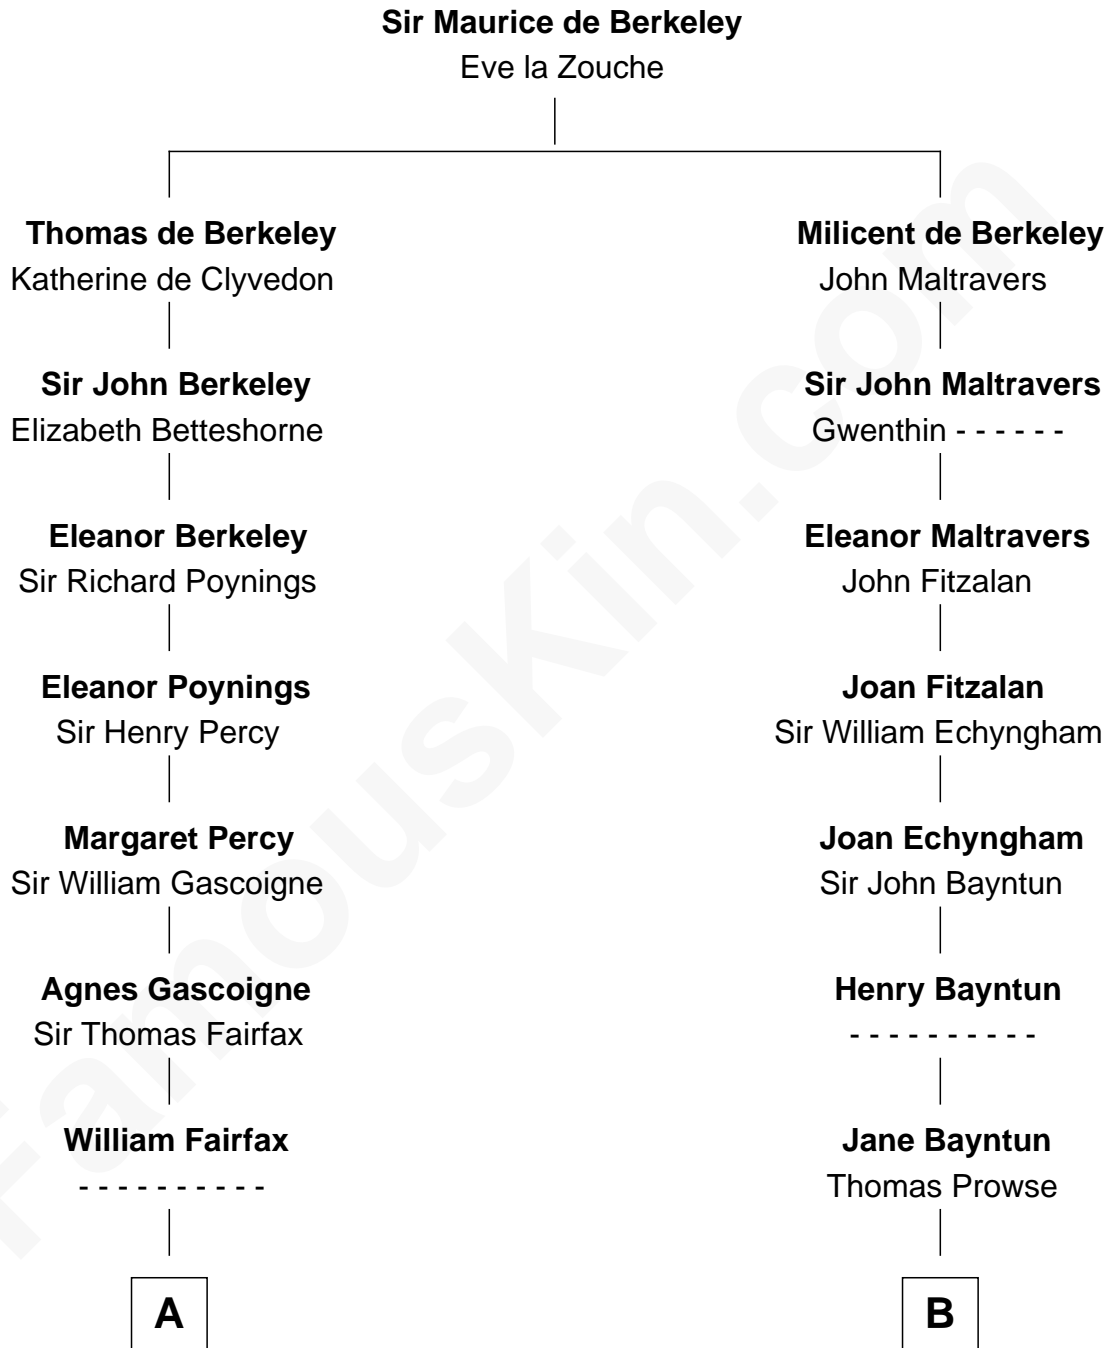 Sir Maurice de Berkeley
Eve la Zouche
Thomas de Berkeley
Katherine de Clyvedon
Milicent de Berkeley
John Maltravers
Sir John Berkeley
Elizabeth Betteshorne
Sir John Maltravers
Gwenthin - - - - - -
Eleanor Berkeley
Sir Richard Poynings
Eleanor Maltravers
John Fitzalan
Eleanor Poynings
Sir Henry Percy
Joan Fitzalan
Sir William Echyngham
Margaret Percy
Sir William Gascoigne
Joan Echyngham
Sir John Bayntun
Agnes Gascoigne
Sir Thomas Fairfax
Henry Bayntun
- - - - - - - - - -
William Fairfax
- - - - - - - - - -
Jane Bayntun
Thomas Prowse
A
B
FamousKin.com